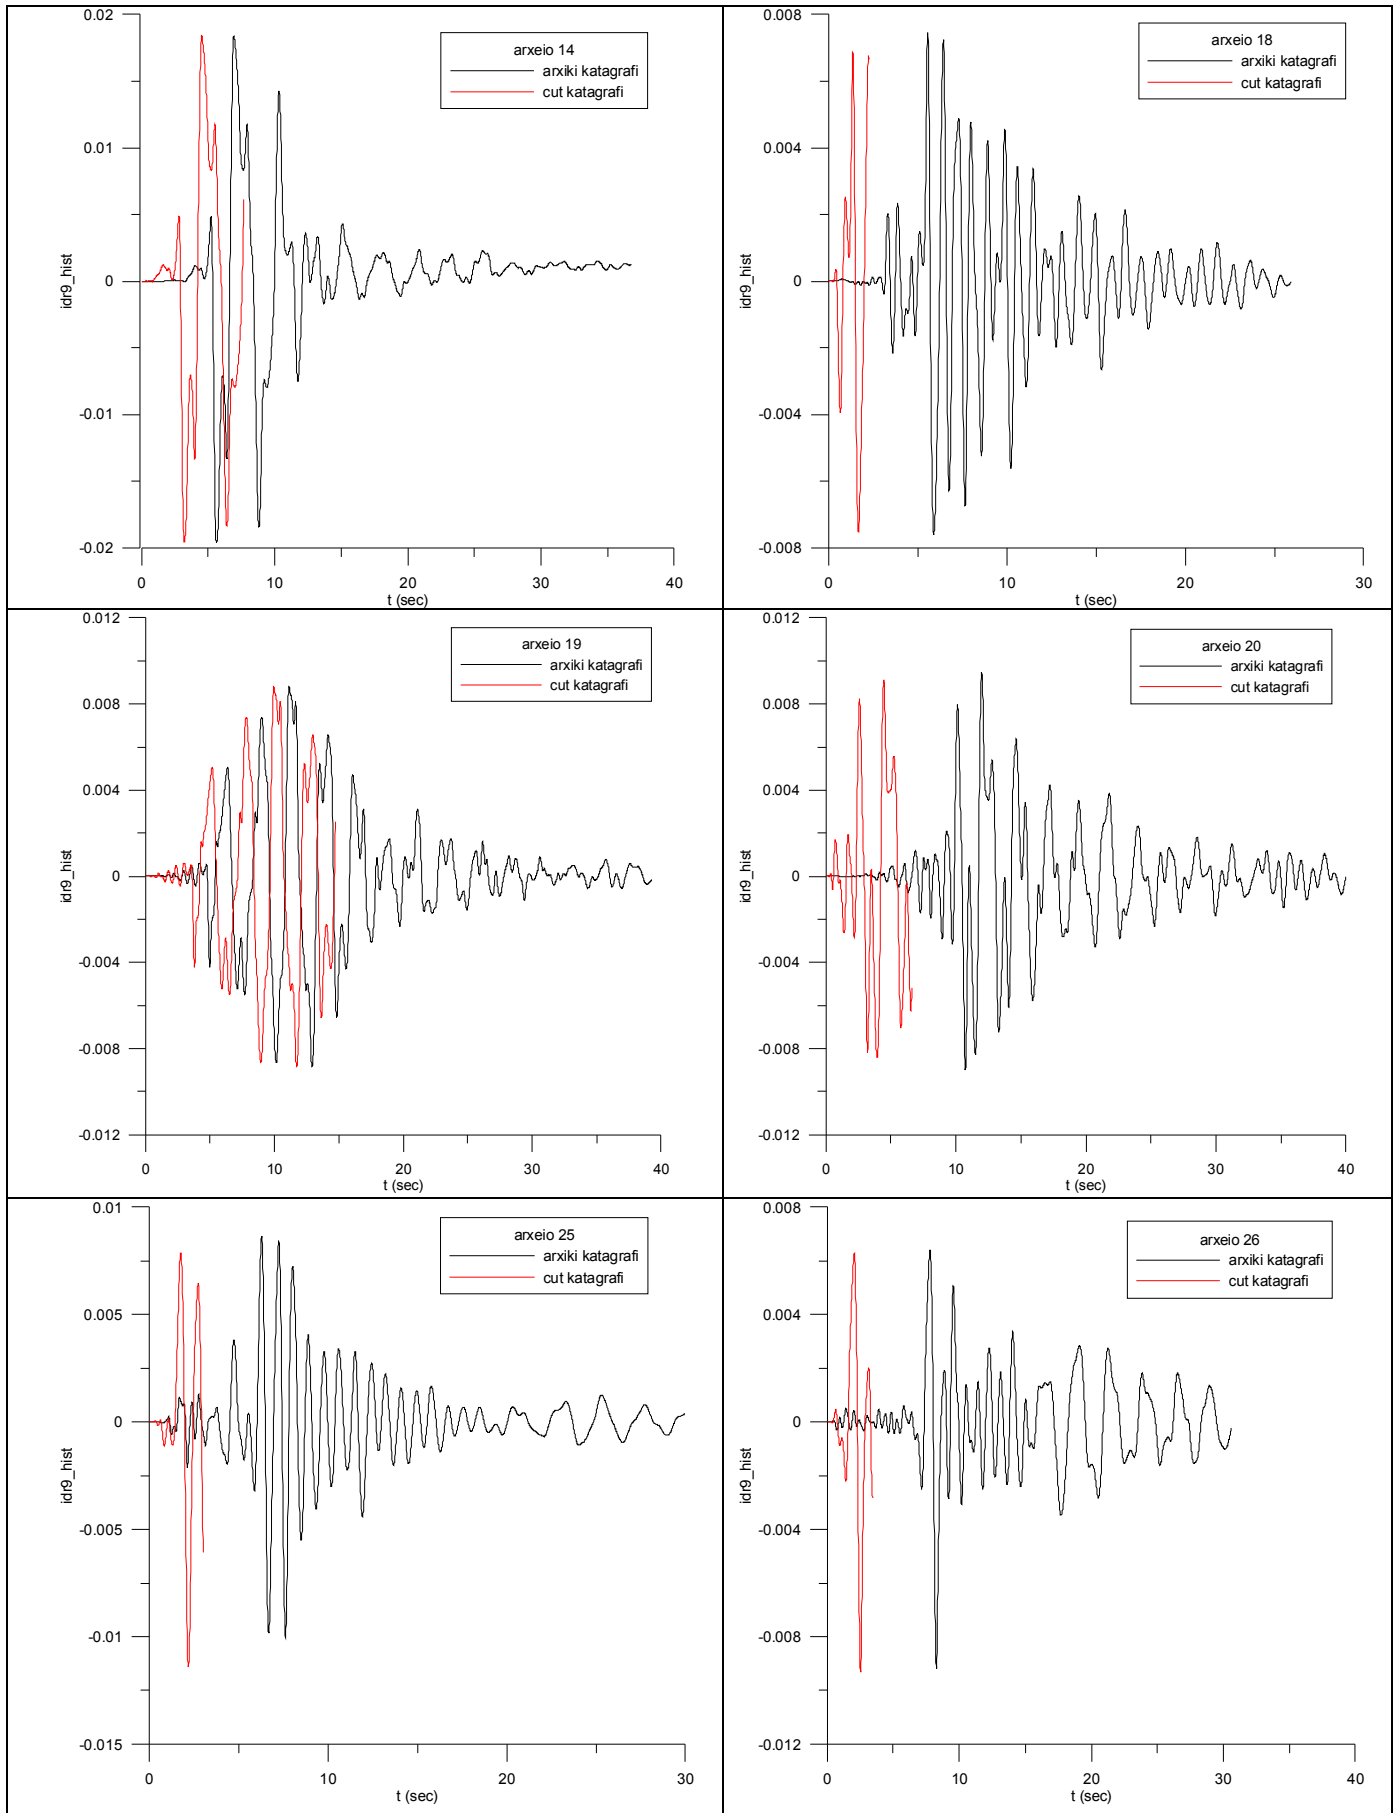 arxeio 14
arxiki katagrafi
cut katagrafi
0.02
0.01
0
-0.01
-0.02
idr9_hist
0 10 20 30 40
t (sec)
arxeio 18
arxiki katagrafi
cut katagrafi
0.008
0.004
0
-0.004
-0.008
idr9_hist
0 10 20 30
t (sec)
arxeio 19
arxiki katagrafi
cut katagrafi
0.012
0.008
0.004
0
-0.004
-0.008
-0.012
idr9_hist
0 10 20 30 40
t (sec)
arxeio 20
arxiki katagrafi
cut katagrafi
0.012
0.008
0.004
0
-0.004
-0.008
-0.012
idr9_hist
0 10 20 30 40
t (sec)
arxeio 25
arxiki katagrafi
cut katagrafi
0.01
0.005
0
-0.005
-0.01
-0.015
idr9_hist
0 10 20 30
t (sec)
arxeio 26
arxiki katagrafi
cut katagrafi
0.008
0.004
0
-0.004
-0.008
-0.012
idr9_hist
0 10 20 30 40
t (sec)